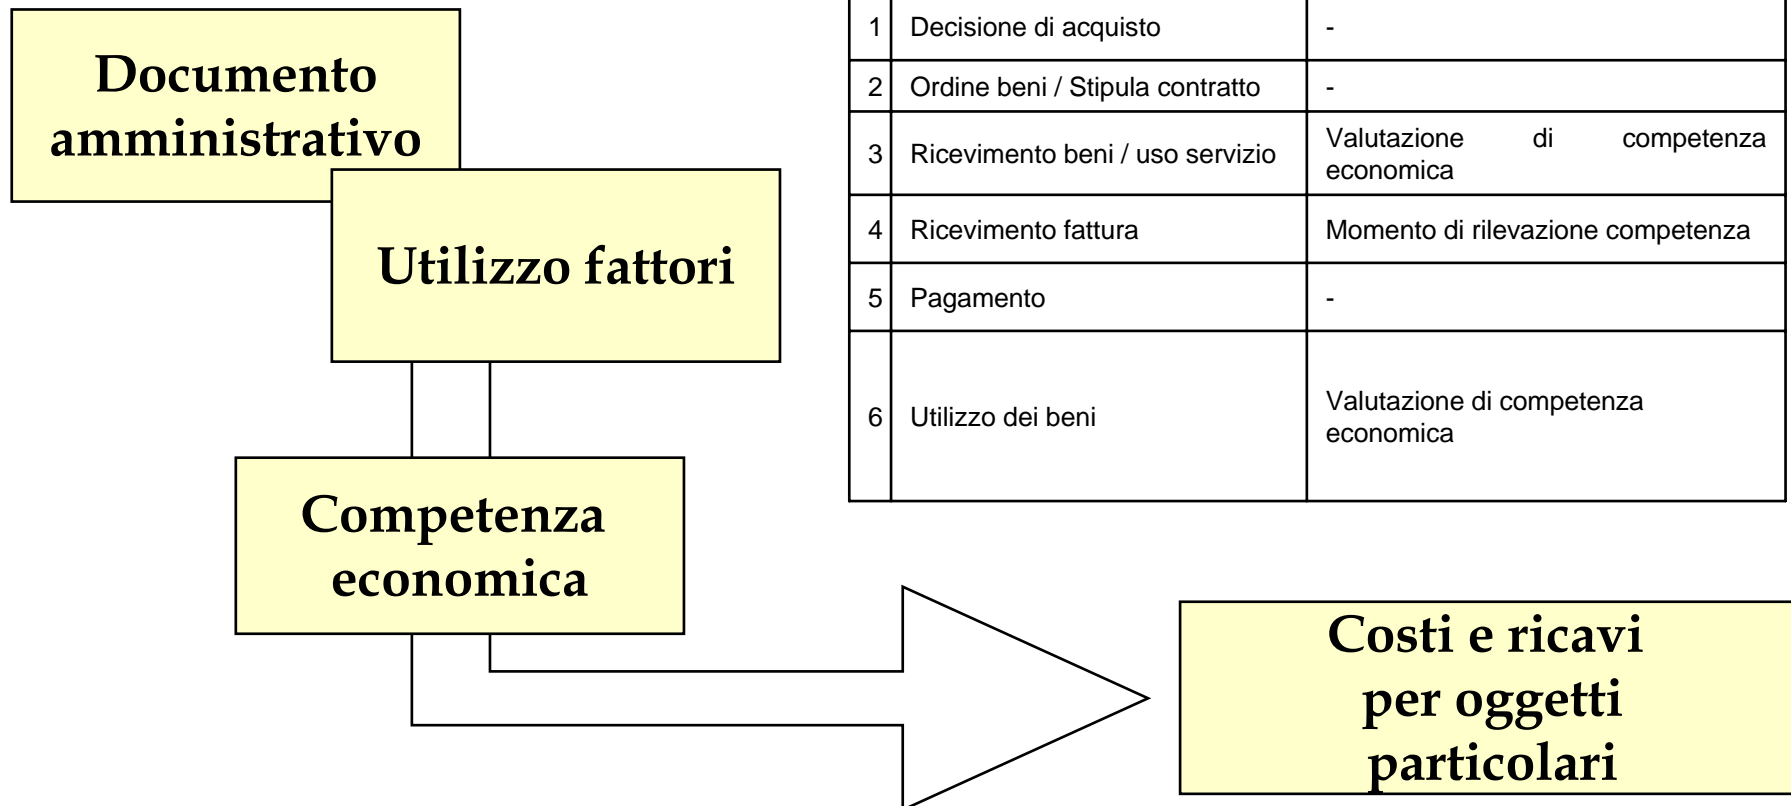 Documento
amministrativo
Utilizzo fattori
Competenza
economica
1 Decisione di acquisto -
2 Ordine beni / Stipula contratto -
3 Ricevimento beni / uso servizio Valutazione di competenza
economica
4 Ricevimento fattura Momento di rilevazione competenza
5 Pagamento -
6 Utilizzo dei beni Valutazione di competenza
economica
Costi e ricavi
per oggetti
particolari